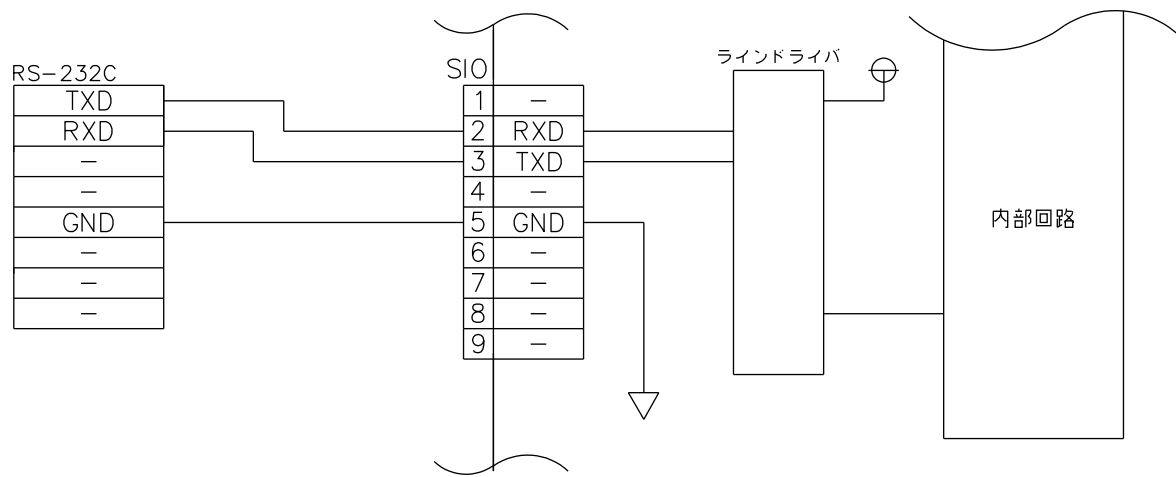 RS-232C
TXD
RXD
-
-
GND
-
-
-
SIO
1 -
2 RXD
3 TXD
4 -
5 GND
6 -
7 -
8 -
9 -
ラインドライバ
内部回路